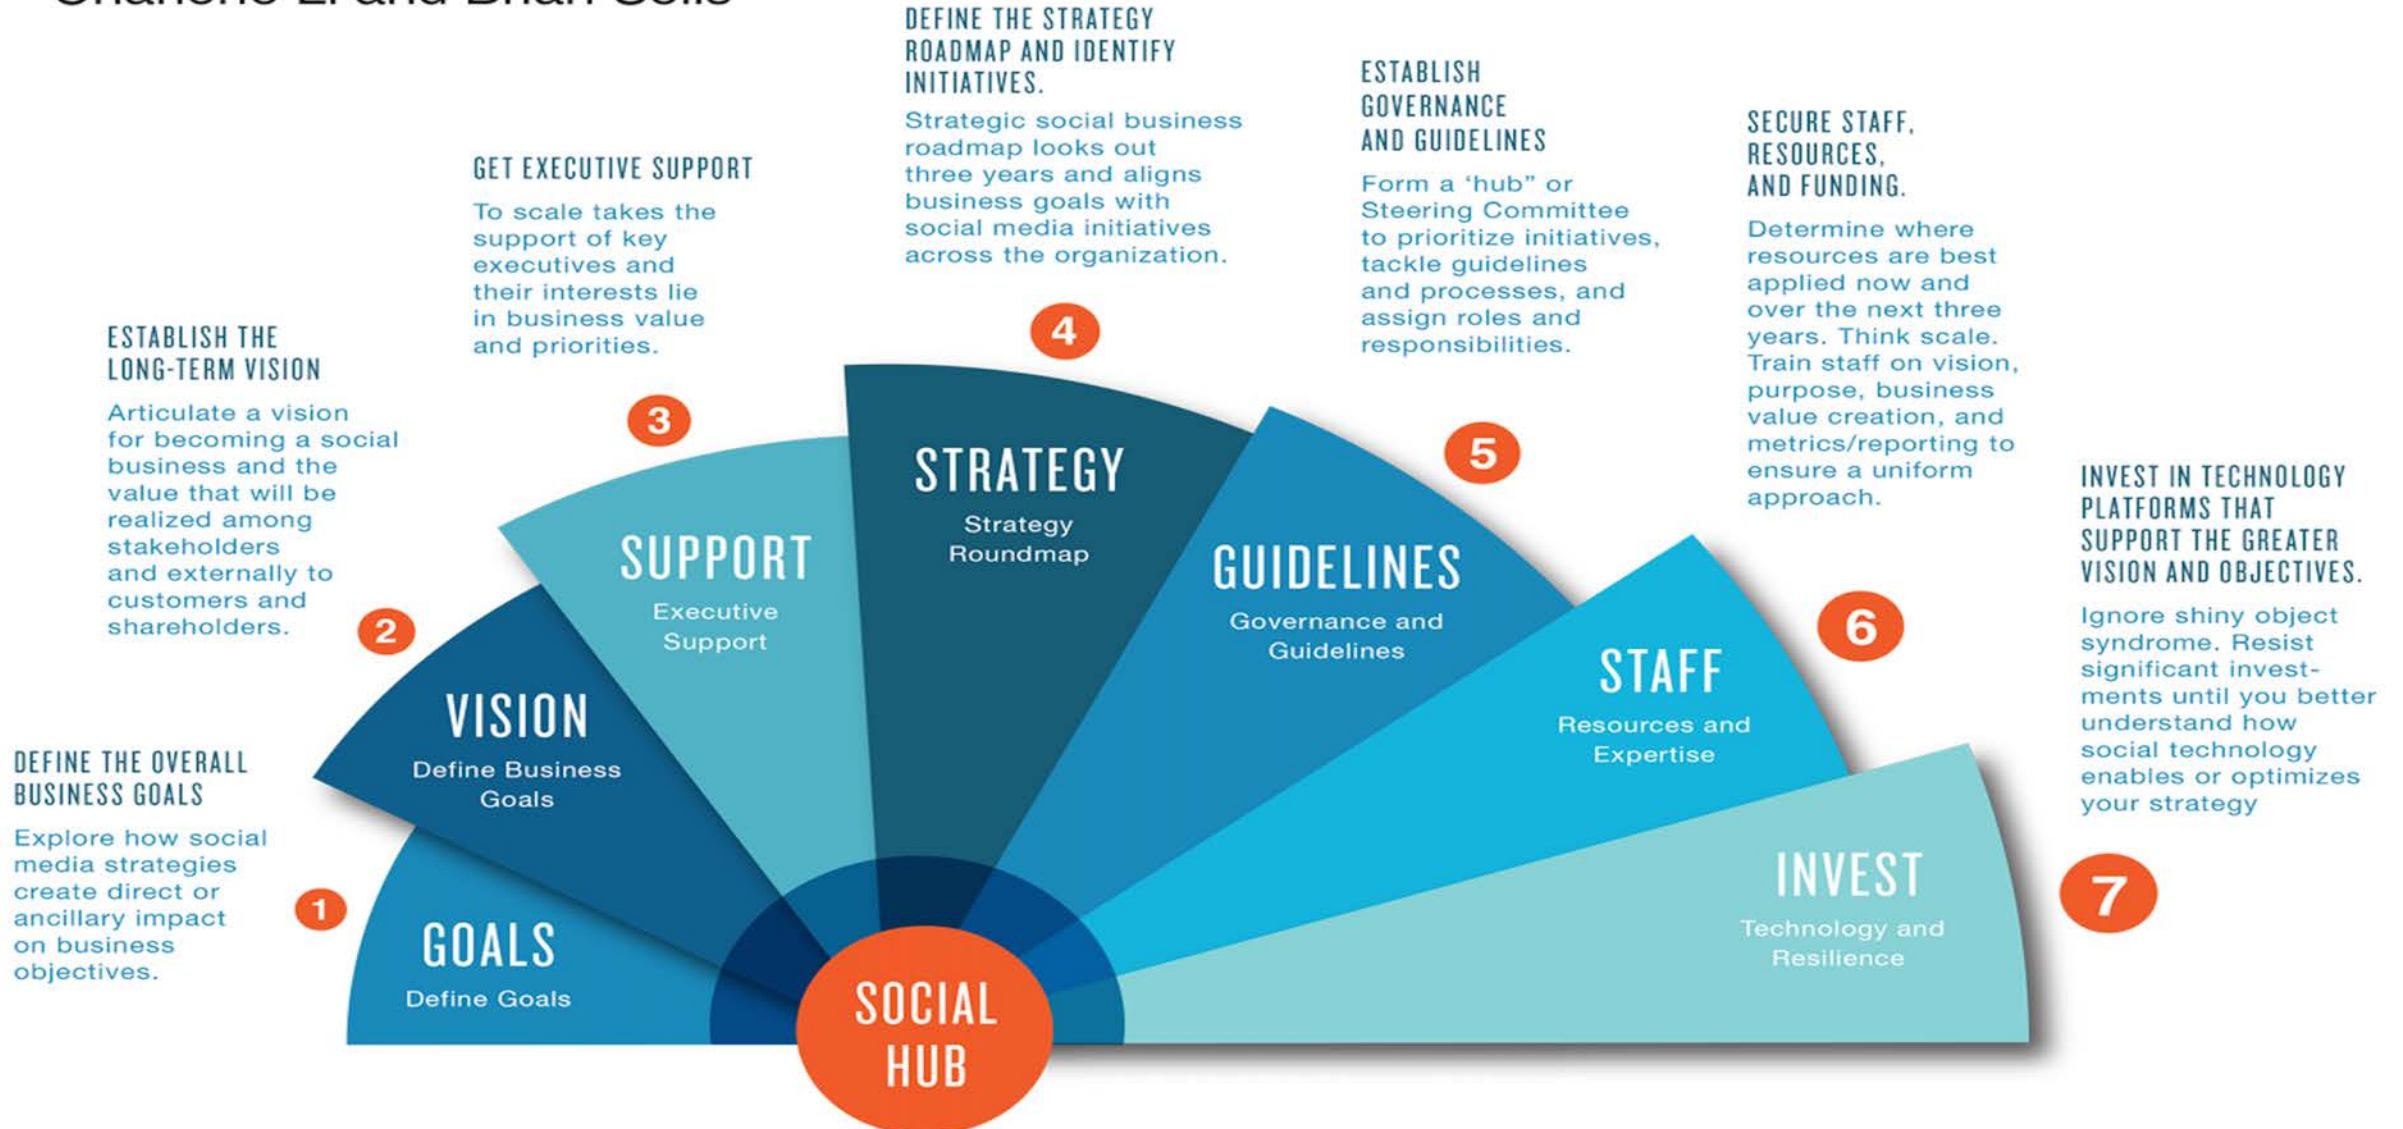 DEFINE THE STRATEGY
ROADMAP AND IDENTIFY
INITIATIVES.
Strategic social business
roadmap looks out
three years and aligns
business goals with
social media initiatives
across the organization.
4
ESTABLISH
GOVERNANCE
AND GUIDELINES
Form a ‘hub” or
Steering Committee
to prioritize initiatives,
tackle guidelines
and processes, and
assign roles and
responsibilities.
5
SECURE STAFF,
RESOURCES,
AND FUNDING.
Determine where
resources are best
applied now and
over the next three
years. Think scale.
Train staff on vision,
purpose, business
value creation, and
metrics/reporting to
ensure a uniform
approach.
6
GET EXECUTIVE SUPPORT
To scale takes the
support of key
executives and
their interests lie
in business value
and priorities.
3
ESTABLISH THE
LONG-TERM VISION
Articulate a vision
for becoming a social
business and the
value that will be
realized among
stakeholders
and externally to
customers and
shareholders.
2
DEFINE THE OVERALL
BUSINESS GOALS
Explore how social
media strategies
create direct or
ancillary impact
on business
objectives.
1
INVEST IN TECHNOLOGY
PLATFORMS THAT
SUPPORT THE GREATER
VISION AND OBJECTIVES.
Ignore shiny object
syndrome. Resist
significant invest-
ments until you better
understand how
social technology
enables or optimizes
your strategy
7
GOALS
Define Goals
VISION
Define Business
Goals
SUPPORT
Executive
Support
STRATEGY
Strategy
Roundmap
GUIDELINES
Governance and
Guidelines
STAFF
Resources and
Expertise
INVEST
Technology and
Resilience
SOCIAL
HUB